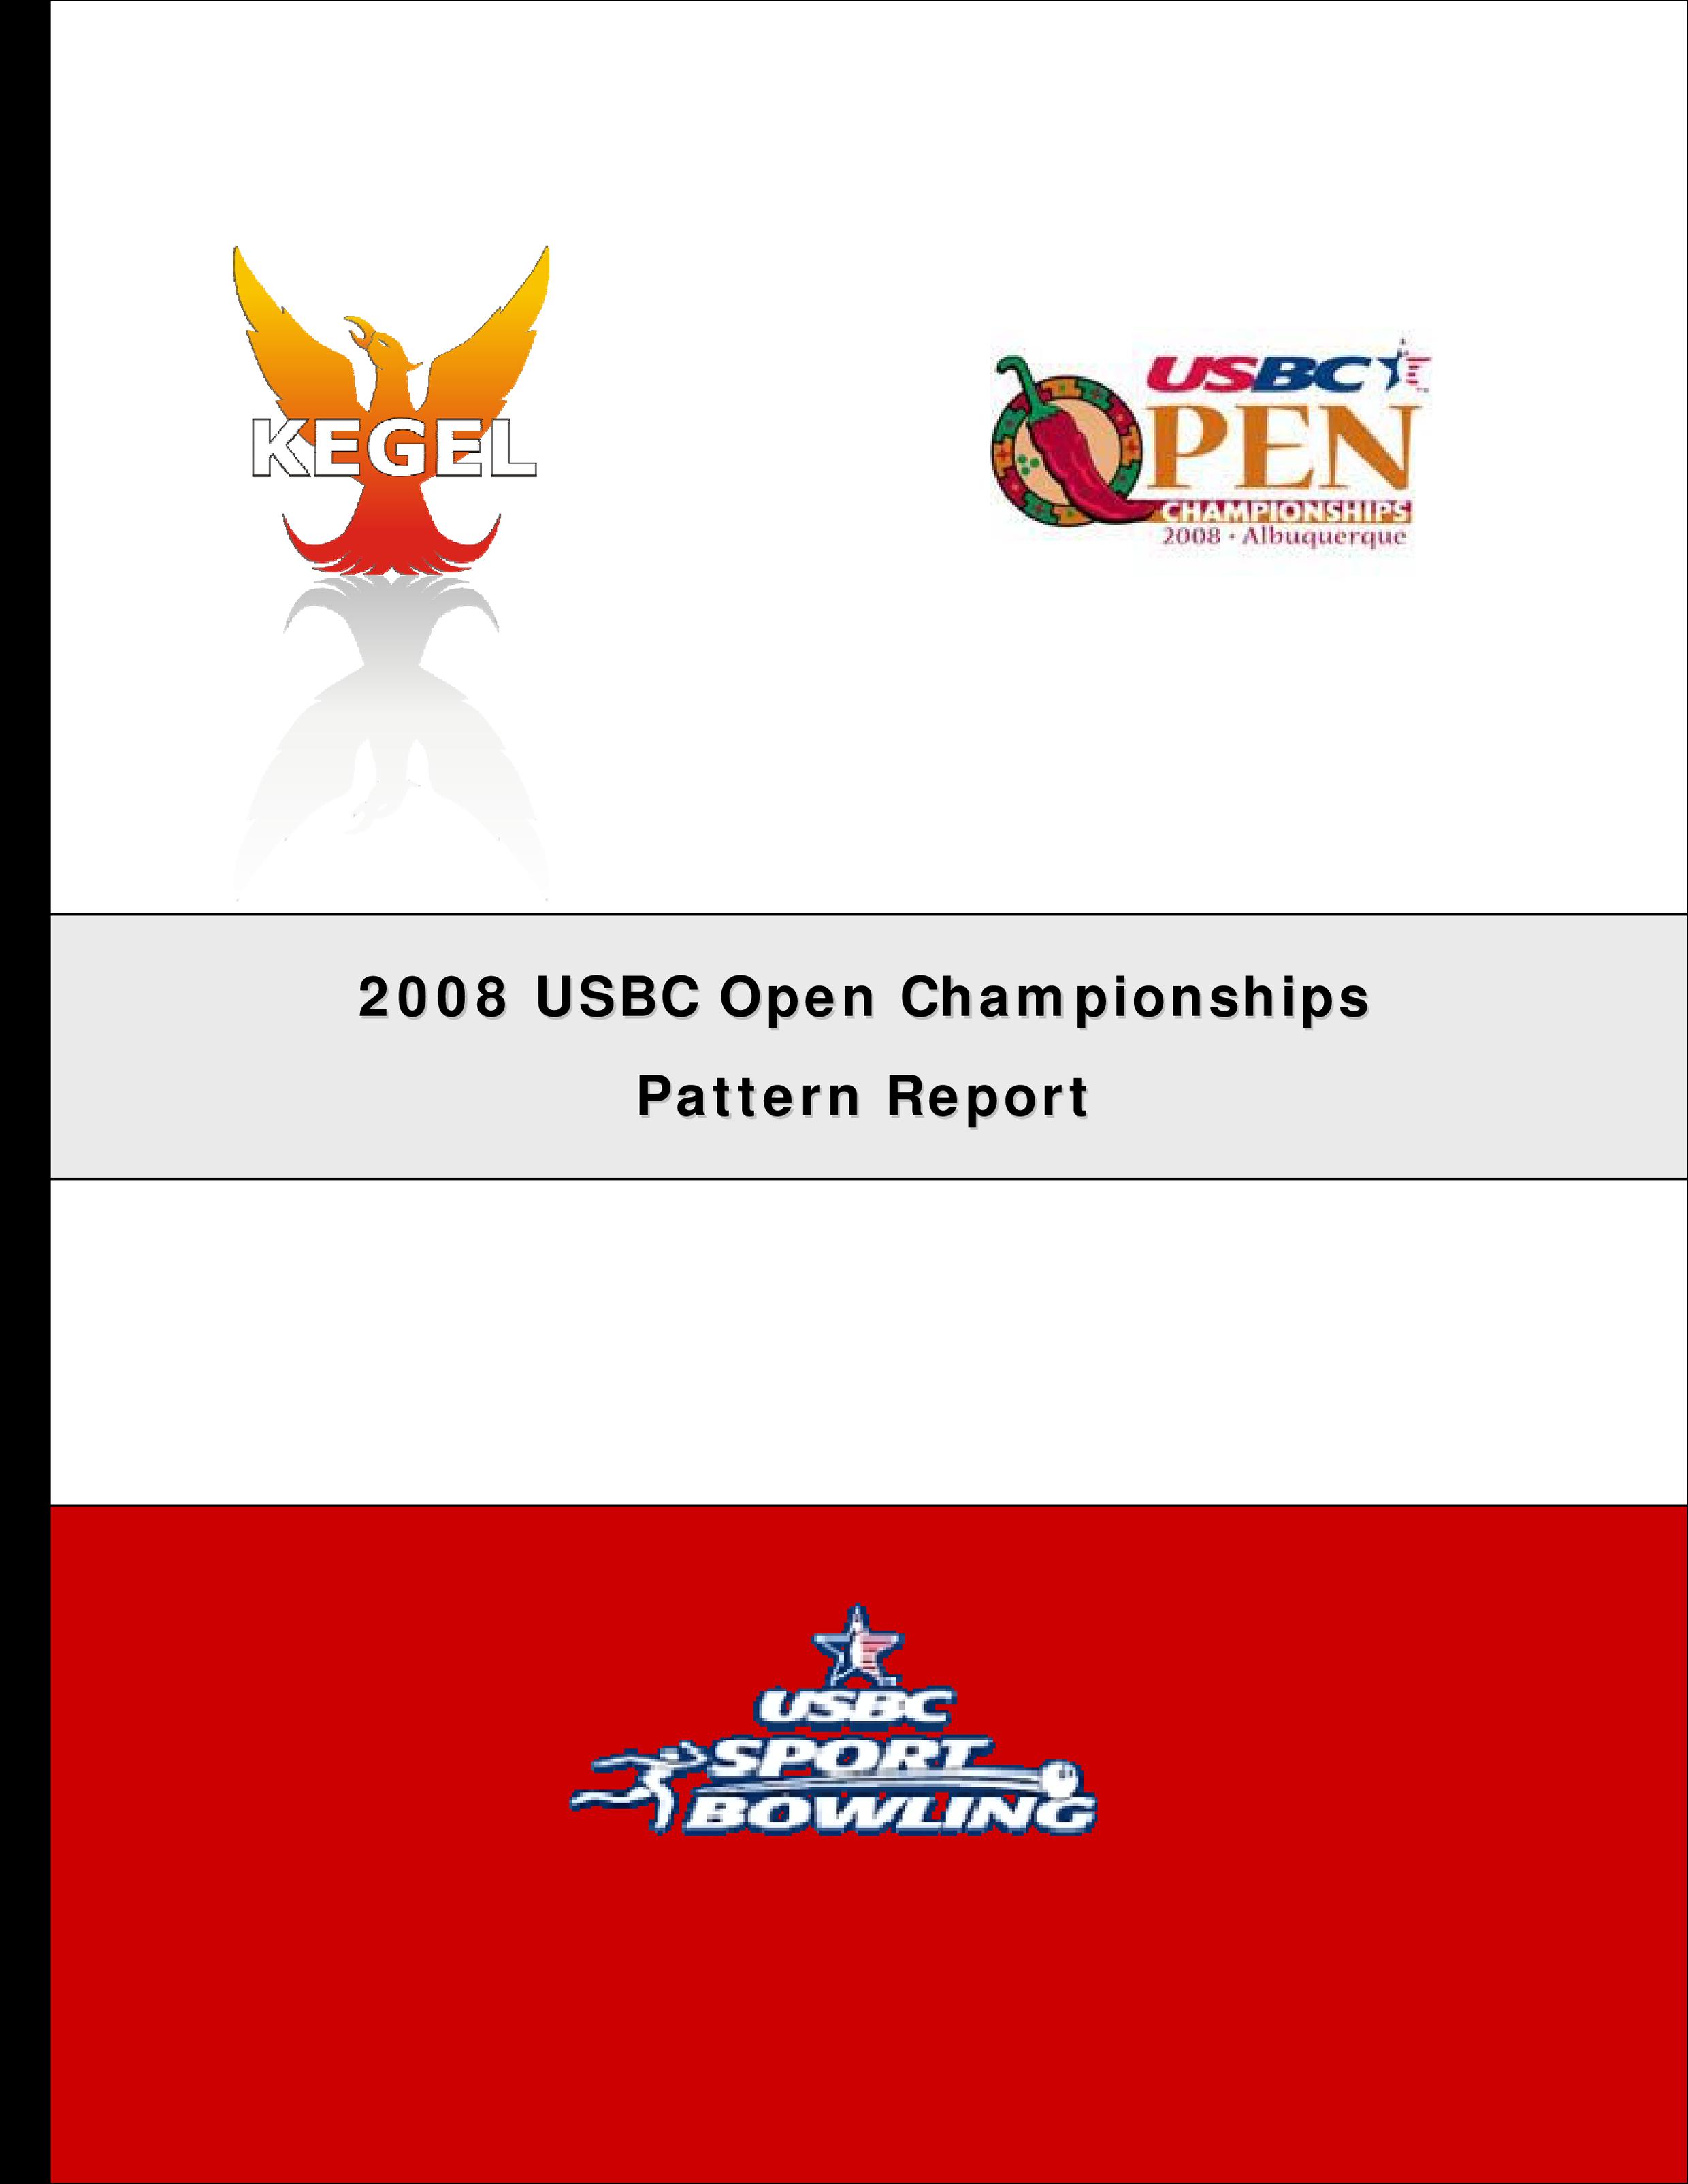 KEGEL
USBC
OPEN
CHAMPIONSHIPS
2008 • Albuquerque
2008 USBC Open Championships
Pattern Report
USBC
SPORT
BOWLING